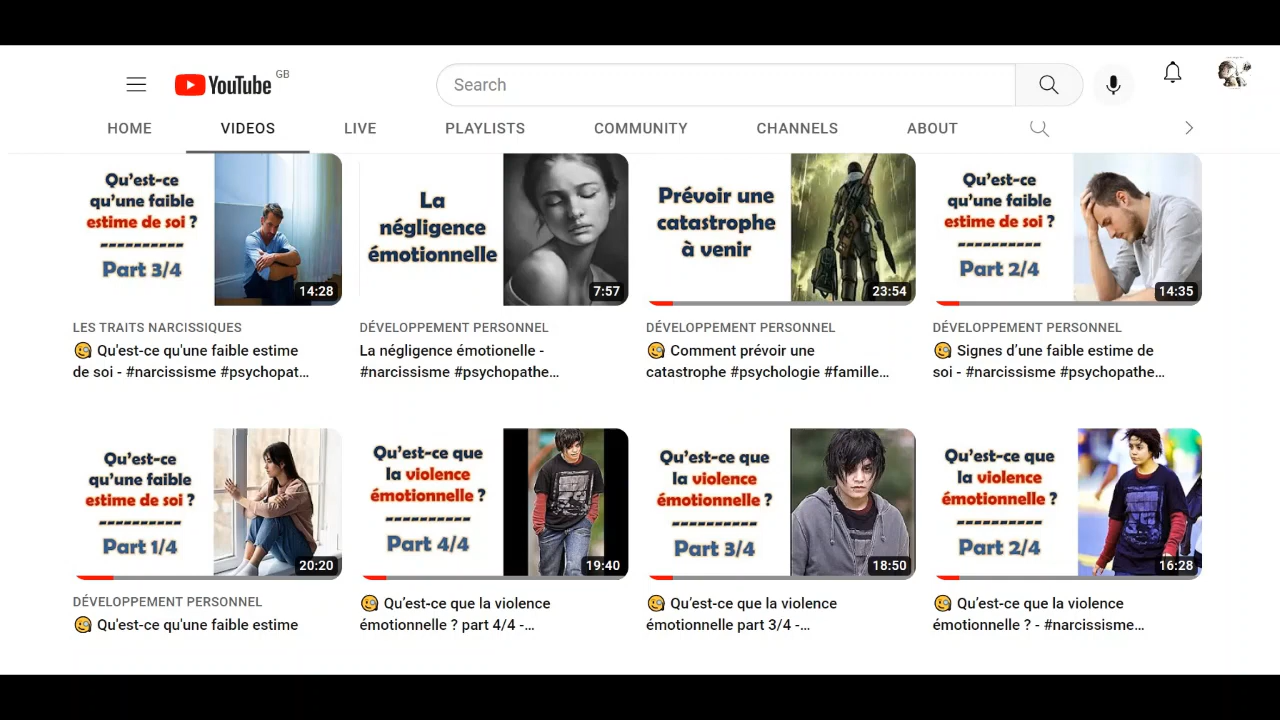 YouTube GB
Search
HOME VIDEOS LIVE PLAYLISTS COMMUNITY CHANNELS ABOUT
Qu’est-ce
qu’une faible
estime de soi ?
----------
Part 3/4
14:28
LES TRAITS NARCISSIQUES
🧐 Qu'est-ce qu'une faible estime
de soi - #narcissisme #psychopat...
La
négligence
émotionnelle
7:57
DÉVELOPPEMENT PERSONNEL
La négligence émotionelle -
#narcissisme #psychopathe...
Prévoir une
catastrophe
à venir
23:54
DÉVELOPPEMENT PERSONNEL
🧐 Comment prévoir une
catastrophe #psychologie #famille...
Qu’est-ce
qu’une faible
estime de soi ?
----------
Part 2/4
14:35
DÉVELOPPEMENT PERSONNEL
🧐 Signes d’une faible estime de
soi - #narcissisme #psychopathe...
Qu’est-ce
qu’une faible
estime de soi ?
----------
Part 1/4
20:20
DÉVELOPPEMENT PERSONNEL
🧐 Qu'est-ce qu'une faible estime
Qu’est-ce que
la violence
émotionnelle ?
----------
Part 4/4
19:40
🧐 Qu’est-ce que la violence
émotionnelle ? part 4/4 -...
Qu’est-ce que
la violence
émotionnelle ?
----------
Part 3/4
18:50
🧐 Qu’est-ce que la violence
émotionnelle part 3/4 -...
Qu’est-ce que
la violence
émotionnelle ?
----------
Part 2/4
16:28
🧐 Qu’est-ce que la violence
émotionnelle ? - #narcissisme...